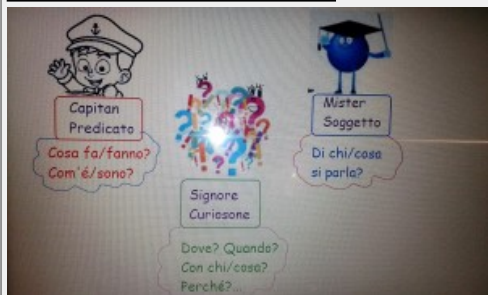 Capitan
Predicato
Cosa fa/fanno?
Com'é/sono?
Signore
Curiosone
Dove? Quando?
Con chi/cosa?
Perché?...
Mister
Soggetto
Di chi/cosa
si parla?